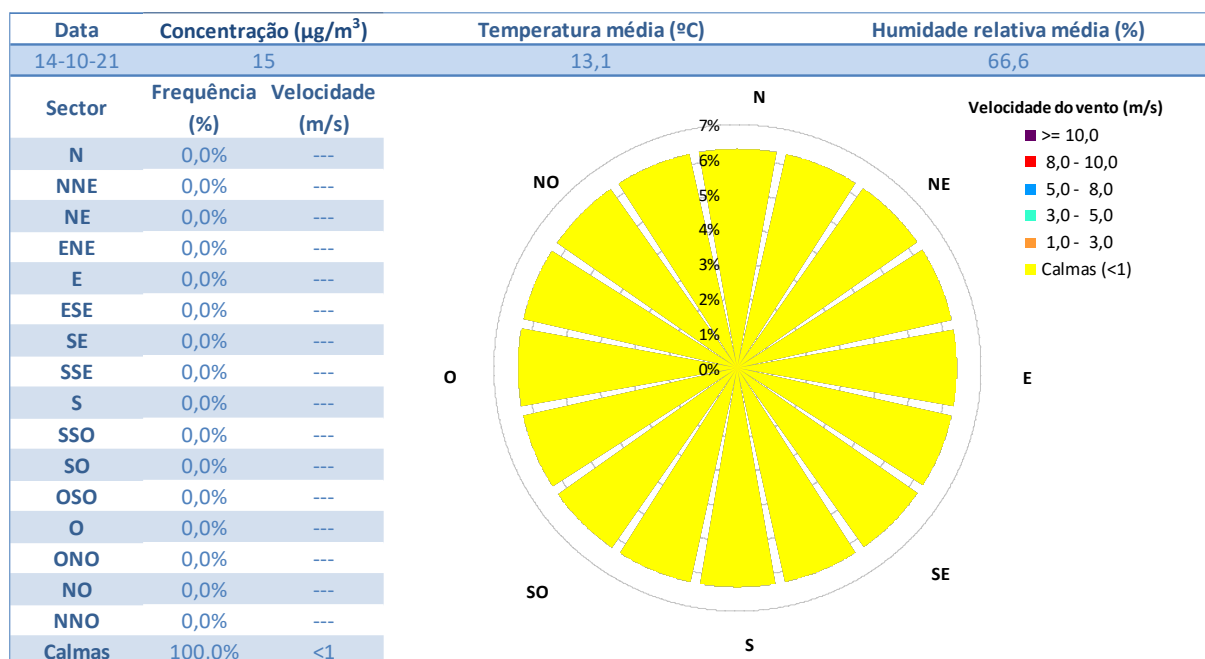 Data Concentração (µg/m³) Temperatura média (ºC) Humidade relativa média (%)
14-10-21 15 13,1 66,6
Sector Frequência (%) Velocidade (m/s)
N 0,0% ---
NNE 0,0% ---
NE 0,0% ---
ENE 0,0% ---
E 0,0% ---
ESE 0,0% ---
SE 0,0% ---
SSE 0,0% ---
S 0,0% ---
SSO 0,0% ---
SO 0,0% ---
OSO 0,0% ---
O 0,0% ---
ONO 0,0% ---
NO 0,0% ---
NNO 0,0% ---
Calmas 100,0% <1
N
NE
E
SE
S
SO
O
NO
7%
6%
5%
4%
3%
2%
1%
0%
Velocidade do vento (m/s)
>= 10,0
8,0 - 10,0
5,0 - 8,0
3,0 - 5,0
1,0 - 3,0
Calmas (<1)